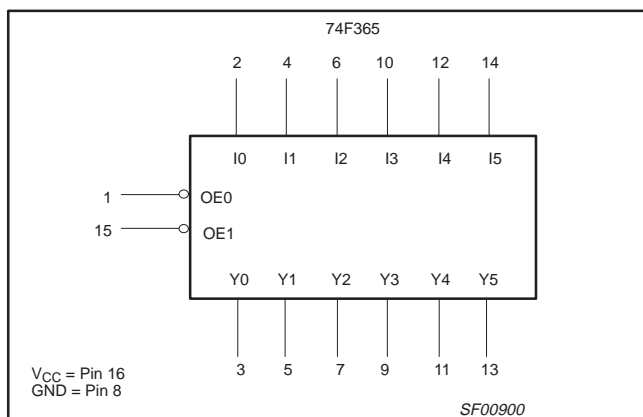 74F365
2 4 6 10 12 14
I0 I1 I2 I3 I4 I5
1 OE0
15 OE1
Y0 Y1 Y2 Y3 Y4 Y5
3 5 7 9 11 13
VCC = Pin 16
GND = Pin 8
SF00900